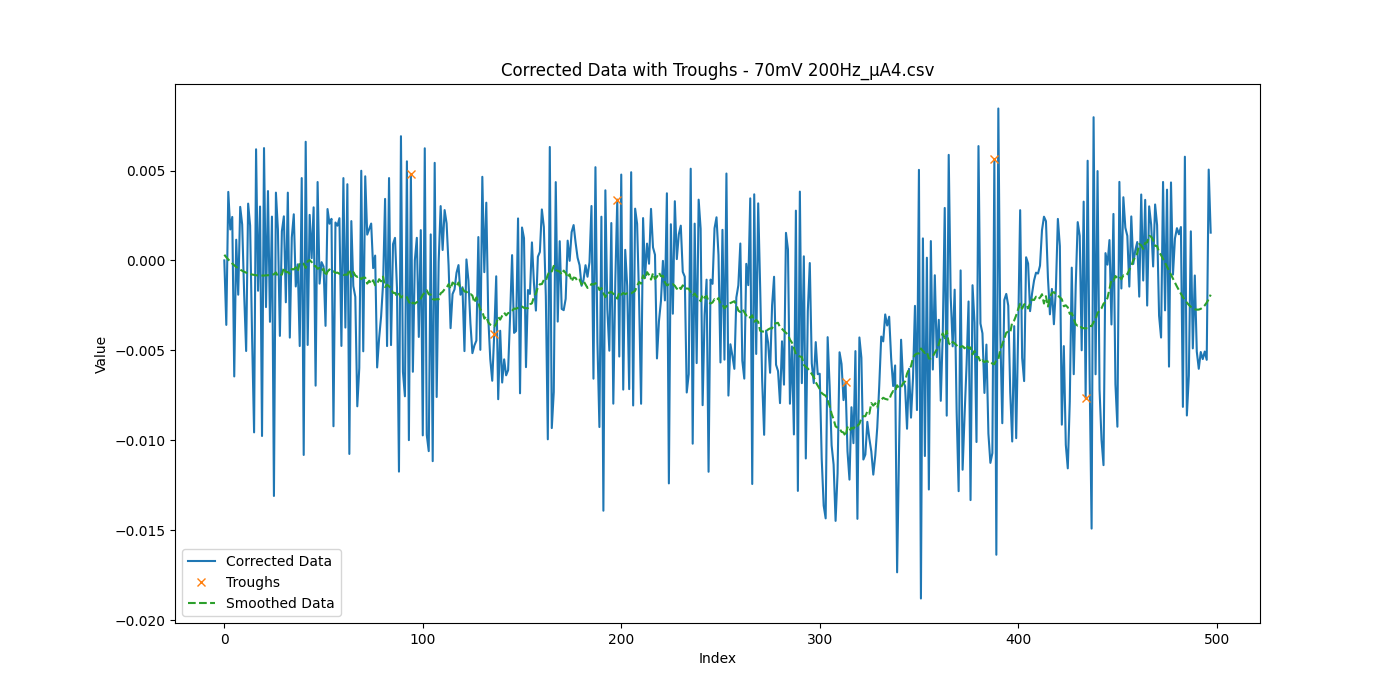 Corrected Data with Troughs - 70mV 200Hz_μA4.csv
Value
0.005
0.000
−0.005
−0.010
−0.015
−0.020
Corrected Data
Troughs
Smoothed Data
0 100 200 300 400 500
Index